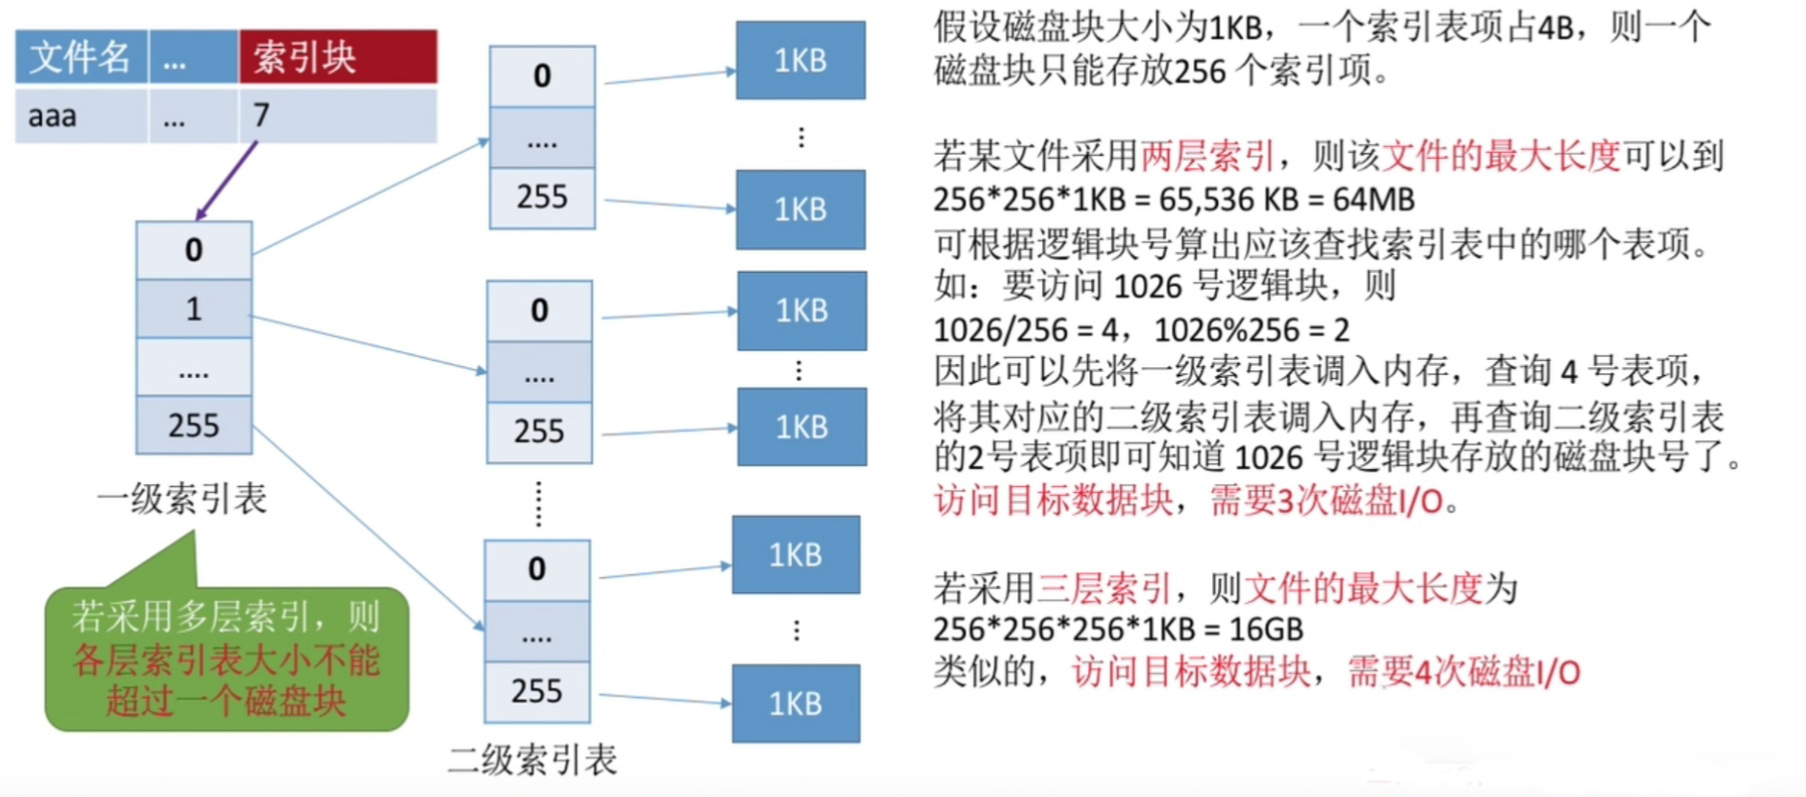 文件名 ... 索引块
aaa ... 7
0
1
....
255
一级索引表
若采用多层索引，则
各层索引表大小不能
超过一个磁盘块
0
....
255
0
....
255
0
....
255
二级索引表
1KB
1KB
1KB
1KB
1KB
1KB
假设磁盘块大小为1KB，一个索引表项占4B，则一个
磁盘块只能存放256 个索引项。
若某文件采用两层索引，则该文件的最大长度可以到
256*256*1KB = 65,536 KB = 64MB
可根据逻辑块号算出应该查找索引表中的哪个表项。
如：要访问 1026 号逻辑块，则
1026/256 = 4，1026%256 = 2
因此可以先将一级索引表调入内存，查询 4 号表项，
将其对应的二级索引表调入内存，再查询二级索引表
的2号表项即可知道 1026 号逻辑块存放的磁盘块号了。
访问目标数据块，需要3次磁盘I/O。
若采用三层索引，则文件的最大长度为
256*256*256*1KB = 16GB
类似的，访问目标数据块，需要4次磁盘I/O